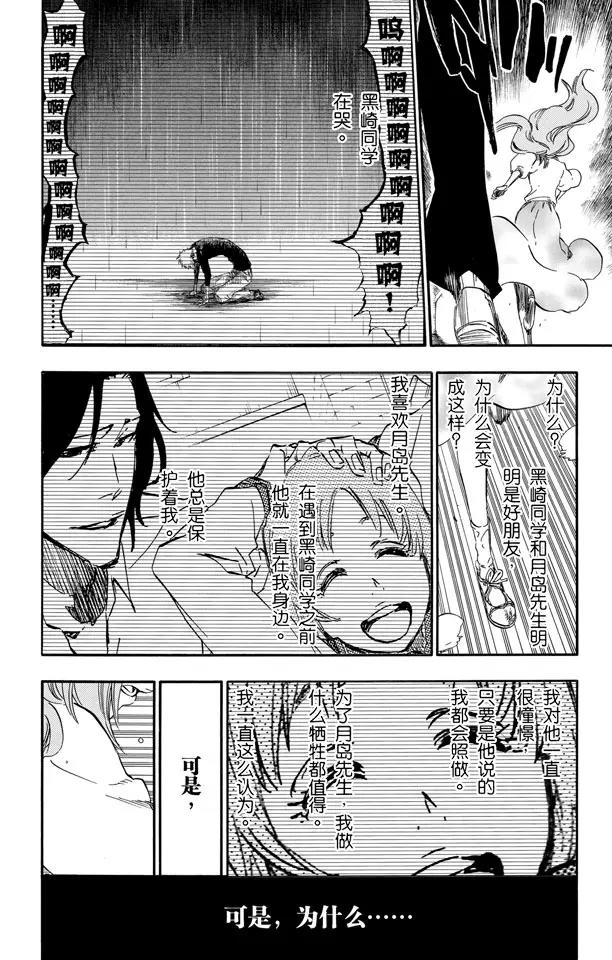 呜啊啊啊啊啊啊啊啊啊啊！
黑崎同学
在哭。
啊啊啊啊啊啊啊啊啊啊啊啊啊……
为什么？
为什么会变
成这样？
黑崎同学和月岛先生明
明是好朋友，
我喜欢月岛先生。
在遇到黑崎同学之前
他就一直在我身边。
他总是保
护着我。
我对他一直
很憧憬，
只要是他说的
我都会照做。
为了月岛先生，我做
什么牺牲都值得。
我一直这么认为。
可是，
可是，为什么……